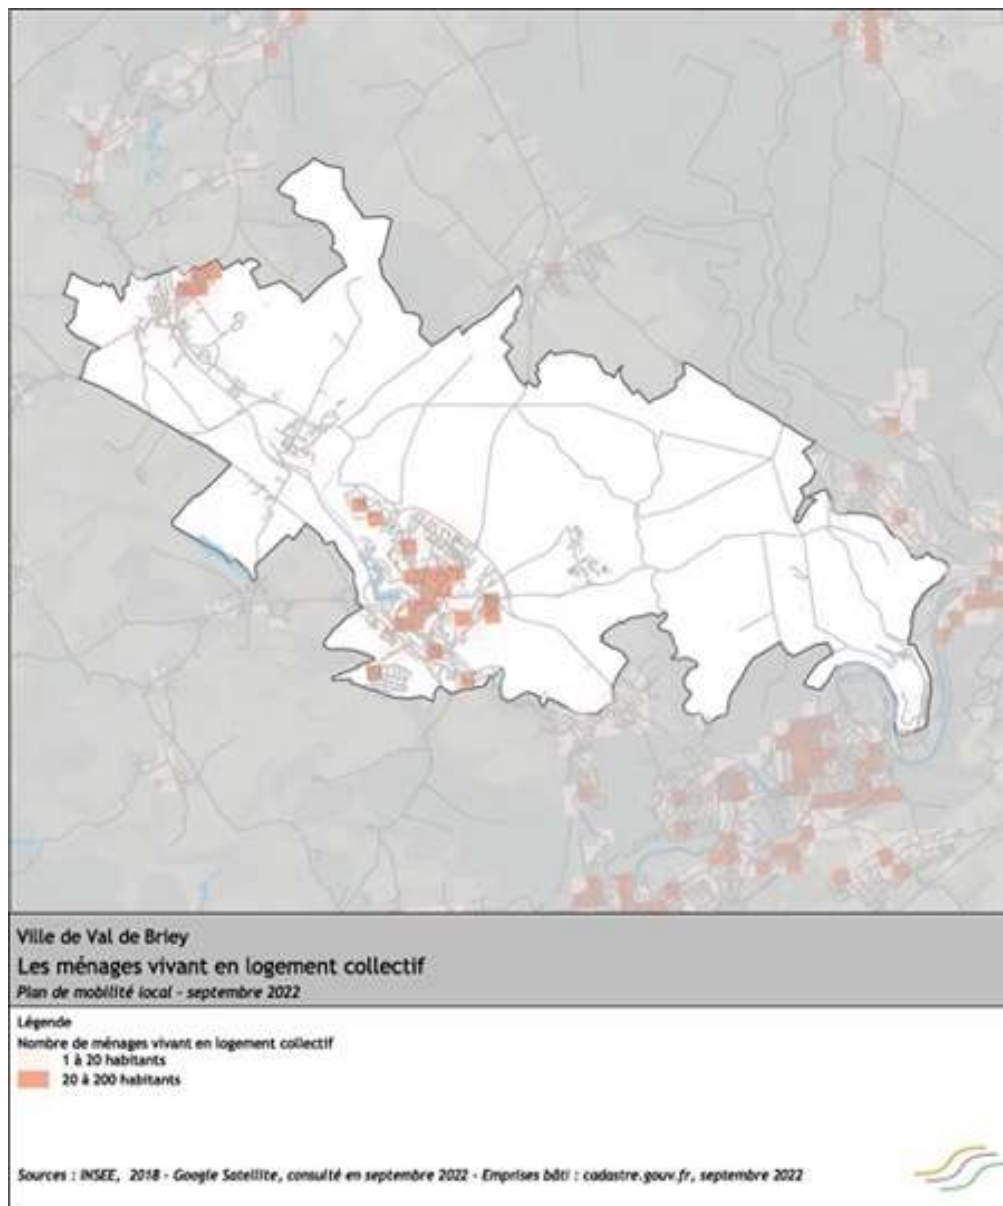 Ville de Val de Briey
Les ménages vivant en logement collectif
Plan de mobilité local - septembre 2022
Légende
Nombre de ménages vivant en logement collectif
1 à 20 habitants
20 à 200 habitants
Sources : INSEE, 2018 - Google Satellite, consulté en septembre 2022 - Emprises bâti : cadastre.gouv.fr, septembre 2022